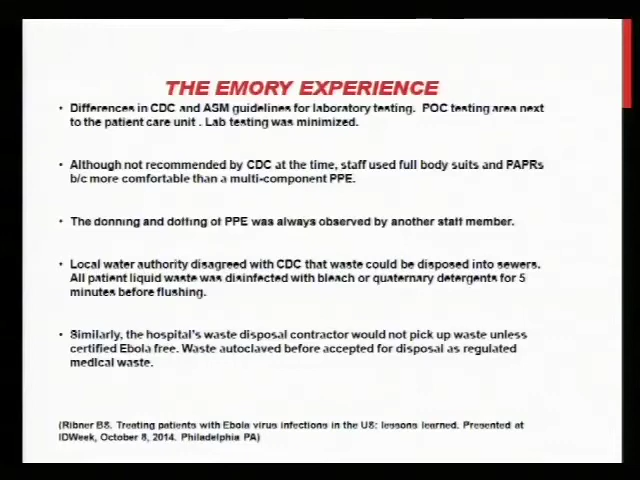 THE EMORY EXPERIENCE
• Differences in CDC and ASM guidelines for laboratory testing. POC testing area next
to the patient care unit . Lab testing was minimized.
• Although not recommended by CDC at the time, staff used full body suits and PAPRs
b/c more comfortable than a multi-component PPE.
• The donning and doffing of PPE was always observed by another staff member.
• Local water authority disagreed with CDC that waste could be disposed into sewers.
All patient liquid waste was disinfected with bleach or quaternary detergents for 5
minutes before flushing.
• Similarly, the hospital's waste disposal contractor would not pick up waste unless
certified Ebola free. Waste autoclaved before accepted for disposal as regulated
medical waste.
(Ribner BS. Treating patients with Ebola virus infections in the US: lessons learned. Presented at
IDWeek, October 8, 2014. Philadelphia PA)